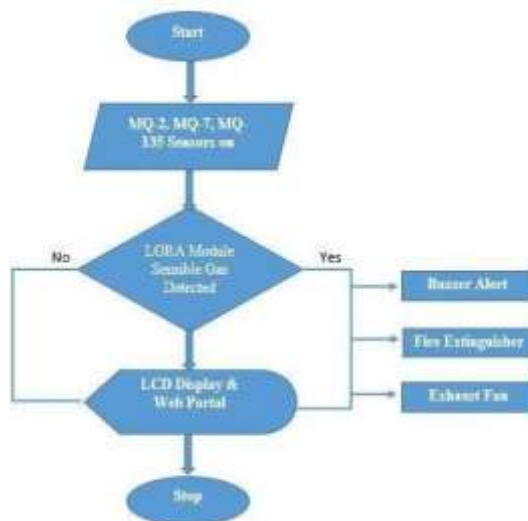 Start
MQ-2, MQ-7, MQ-
135 Sensors on
LORA Module
Sensible Gas
Detected
No
Yes
Buzzer Alert
Fire Extinguisher
Exhaust Fan
LCD Display &
Web Portal
Stop